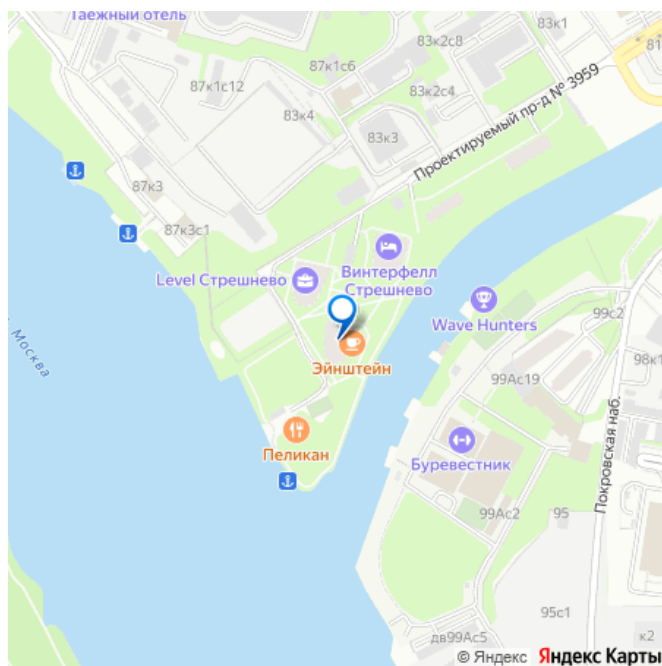 Таёжный отель
83к1
83к2с8
81
87к1с6
87к1с12
83к2с4
83к4
83к3
Проектируемый пр-д № 3959
87к3
87к3с1
Level Стрешнево
Винтерфелл
Стрешнево
99с2
Wave Hunters
Москва
Эйнштейн
99Ас19
98к1
Пеликан
Буревестник
Покровская наб.
99Ас2
95
95с1
дв99Ас5
к2
© Яндекс Яндекс Карты